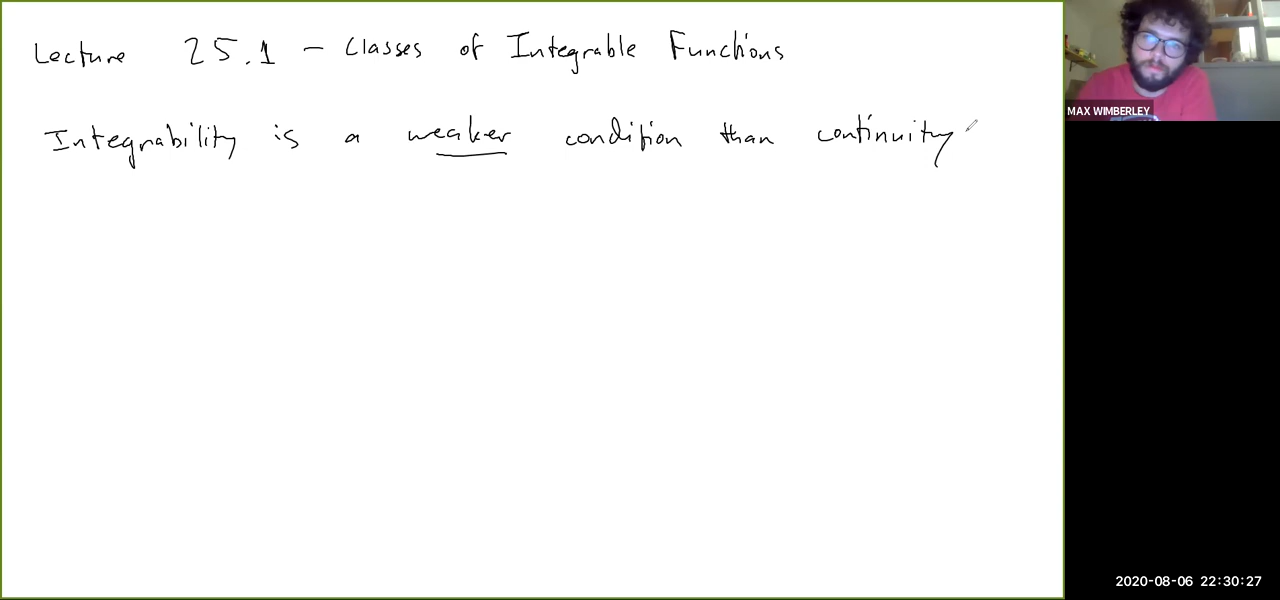 Lecture 25.1 – Classes of Integrable Functions
Integrability is a weaker condition than continuity
MAX WIMBERLEY
2020-08-06 22:30:27